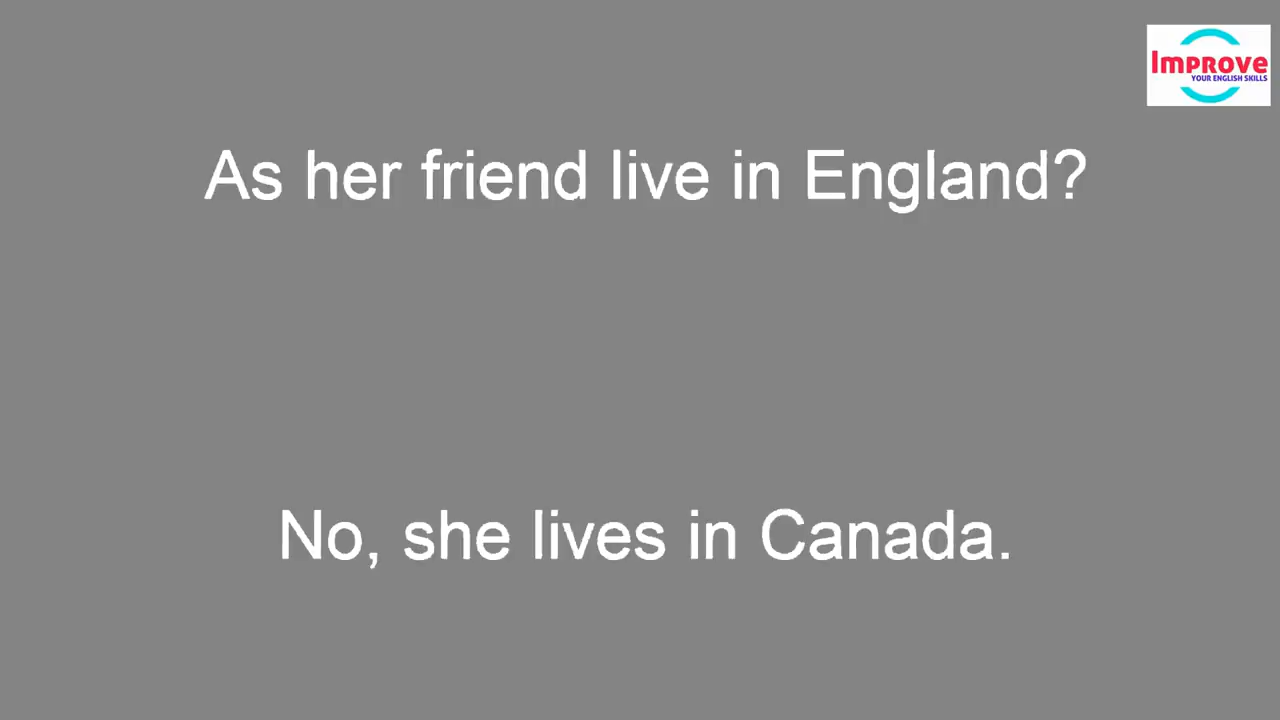 IMPROVE
YOUR ENGLISH SKILLS
As her friend live in England?
No, she lives in Canada.